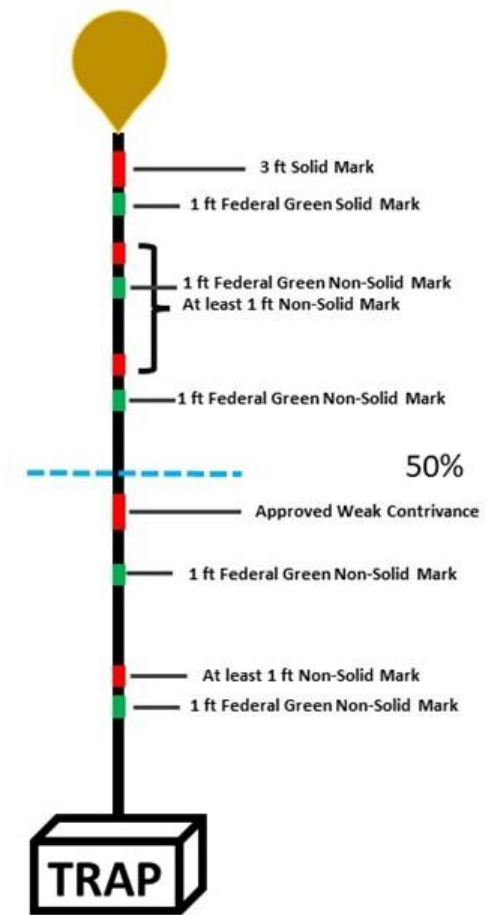 3 ft Solid Mark
1 ft Federal Green Solid Mark
1 ft Federal Green Non-Solid Mark
At least 1 ft Non-Solid Mark
1 ft Federal Green Non-Solid Mark
50%
Approved Weak Contrivance
1 ft Federal Green Non-Solid Mark
At least 1 ft Non-Solid Mark
1 ft Federal Green Non-Solid Mark
TRAP